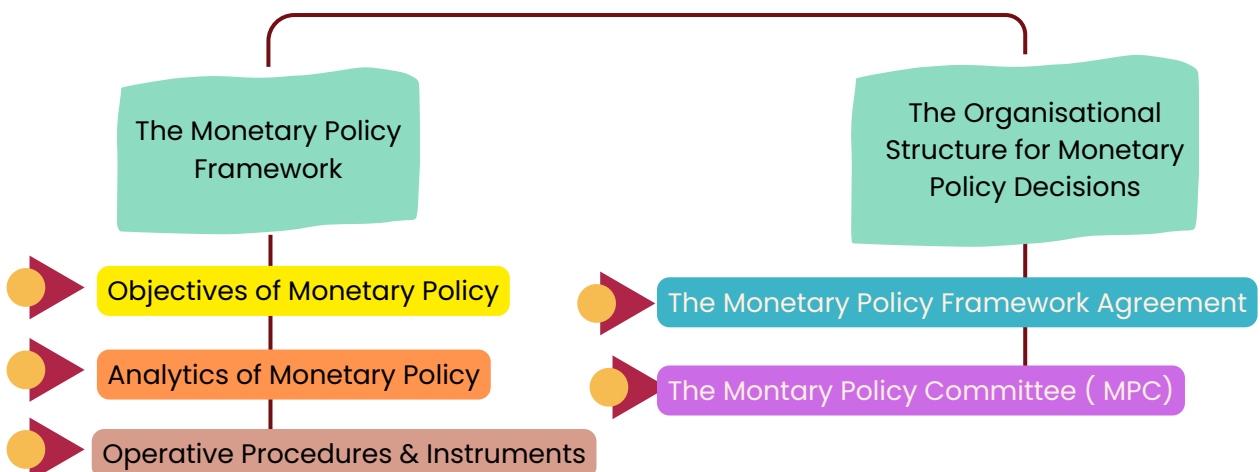 The Monetary Policy
Framework
Objectives of Monetary Policy
Analytics of Monetary Policy
Operative Procedures & Instruments
The Organisational
Structure for Monetary
Policy Decisions
The Monetary Policy Framework Agreement
The Montary Policy Committee ( MPC)